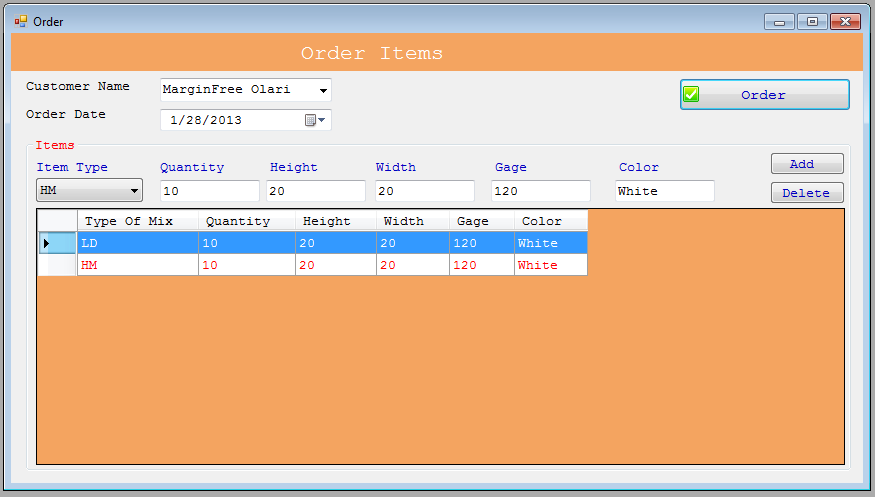 Order
Order Items
Customer Name MarginFree Olari
Order
Order Date 1/28/2013
Items
Item Type Quantity Height Width Gage Color Add
HM 10 20 20 120 White Delete
Type Of Mix Quantity Height Width Gage Color
LD 10 20 20 120 White
HM 10 20 20 120 White